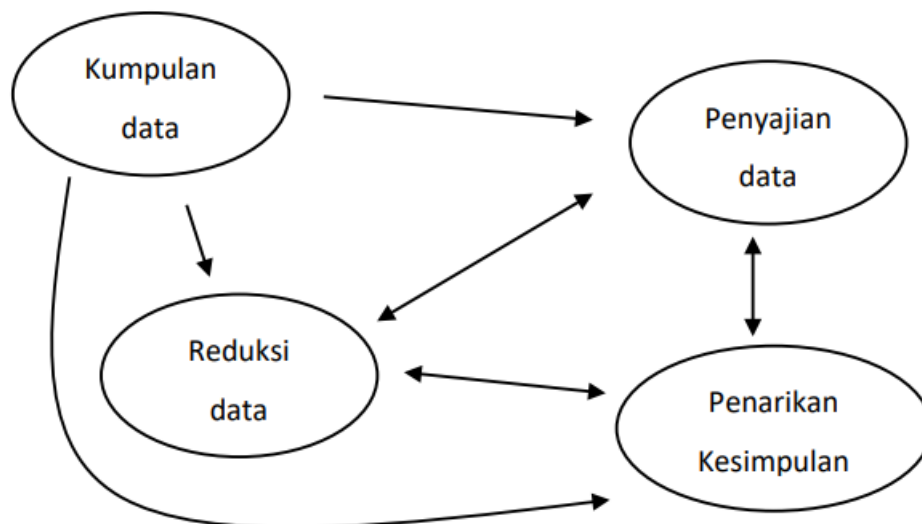 Kumpulan
data
Penyajian
data
Reduksi
data
Penarikan
Kesimpulan